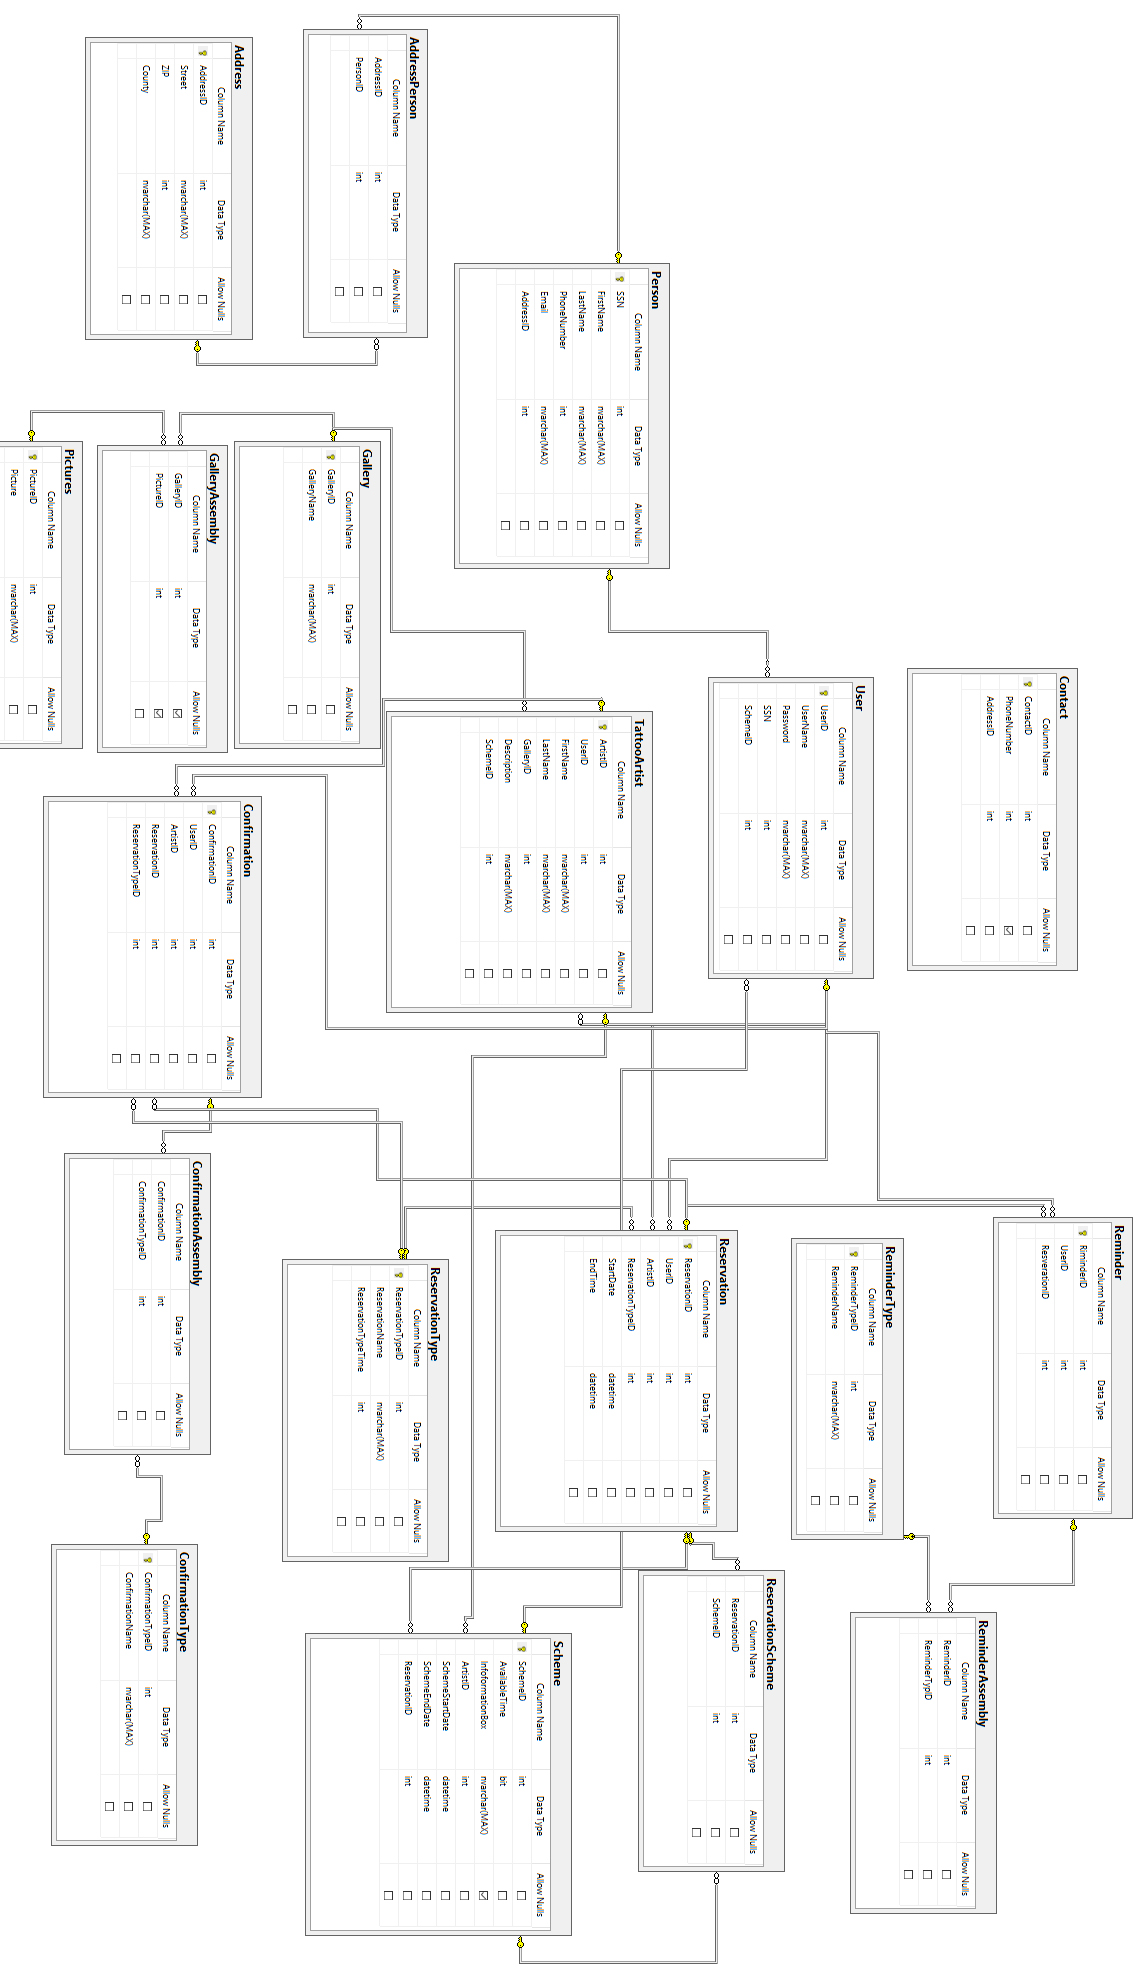 Reminder
Column Name Data Type Allow Nulls
RiminderID int
UserID int
ResverationID int
Contact
Column Name Data Type Allow Nulls
ContactID int
PhoneNumber int
AddressID int
ReminderAssembly
Column Name Data Type Allow Nulls
ReminderID int
ReminderTypID int
ReminderType
Column Name Data Type Allow Nulls
ReminderTypeID int
ReminderName nvarchar(MAX)
User
Column Name Data Type Allow Nulls
UserID int
UserName nvarchar(MAX)
Password nvarchar(MAX)
SSN int
SchemeID int
ReservationScheme
Column Name Data Type Allow Nulls
ReservationID int
SchemeID int
Reservation
Column Name Data Type Allow Nulls
ReservationID int
UserID int
ArtistID int
ReservationTypeID int
StartDate datetime
EndTime datetime
Person
Column Name Data Type Allow Nulls
SSN int
FirstName nvarchar(MAX)
LastName nvarchar(MAX)
PhoneNumber int
Email nvarchar(MAX)
AddressID int
TattooArtist
Column Name Data Type Allow Nulls
ArtistID int
UserID int
FirstName nvarchar(MAX)
LastName nvarchar(MAX)
GalleryID int
Description nvarchar(MAX)
SchemeID int
Scheme
Column Name Data Type Allow Nulls
SchemeID int
AvalableTime bit
InfoformationBox nvarchar(MAX)
ArtistID int
SchemeStartDate datetime
SchemeEndDate datetime
ReservationID int
ReservationType
Column Name Data Type Allow Nulls
ReservationTypeID int
ReservationName nvarchar(MAX)
ReservationTypeTime int
AddressPerson
Column Name Data Type Allow Nulls
AddressID int
PersonID int
Gallery
Column Name Data Type Allow Nulls
GalleryID int
GalleryName nvarchar(MAX)
Address
Column Name Data Type Allow Nulls
AddressID int
Street nvarchar(MAX)
ZIP int
County nvarchar(MAX)
Confirmation
Column Name Data Type Allow Nulls
ConfirmationID int
UserID int
ArtistID int
ReservationID int
ReservationTypeID int
GalleryAssembly
Column Name Data Type Allow Nulls
GalleryID int
PictureID int
ConfirmationAssembly
Column Name Data Type Allow Nulls
ConfirmationID int
ConfirmationTypeID int
ConfirmationType
Column Name Data Type Allow Nulls
ConfirmationTypeID int
ConfirmationName nvarchar(MAX)
Pictures
Column Name Data Type Allow Nulls
PictureID int
Picture nvarchar(MAX)